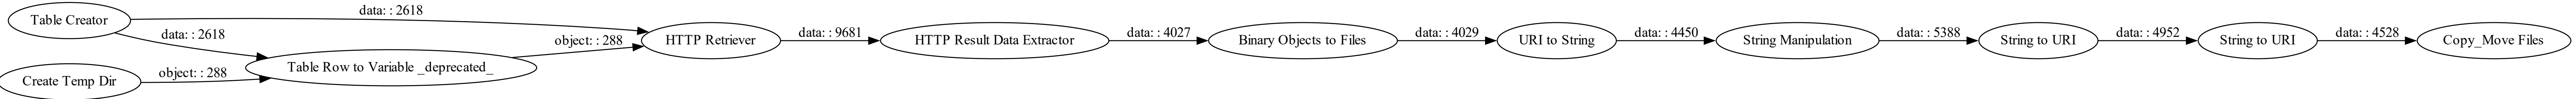 Table Creator
data: : 2618
data: : 2618
Create Temp Dir
object: : 288
Table Row to Variable _deprecated_
object: : 288
HTTP Retriever
data: : 9681
HTTP Result Data Extractor
data: : 4027
Binary Objects to Files
data: : 4029
URI to String
data: : 4450
String Manipulation
data: : 5388
String to URI
data: : 4952
String to URI
data: : 4528
Copy_Move Files